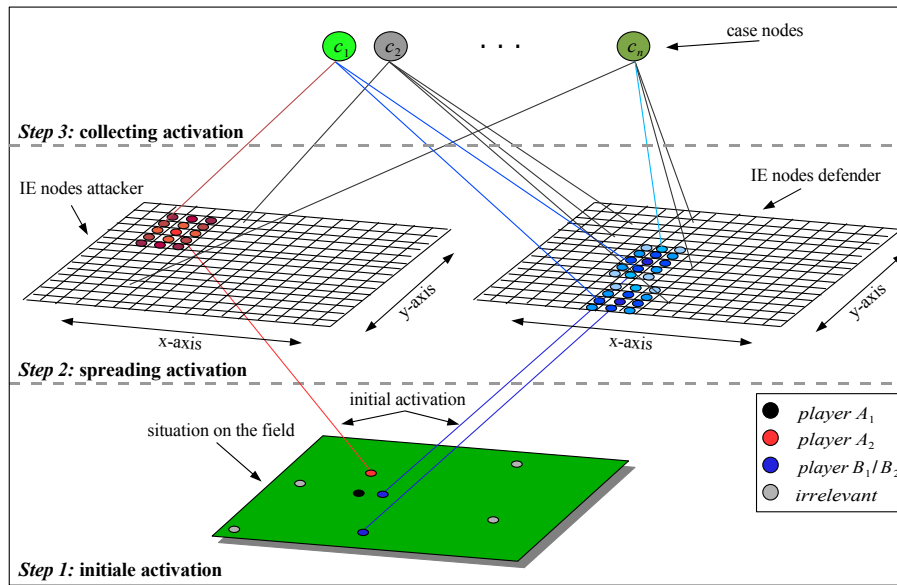 c1
c2
. . .
cn
case nodes
Step 3: collecting activation
IE nodes attacker
IE nodes defender
x-axis
y-axis
x-axis
y-axis
Step 2: spreading activation
initial activation
situation on the field
player A1
player A2
player B1/B2
irrelevant
Step 1: initiale activation